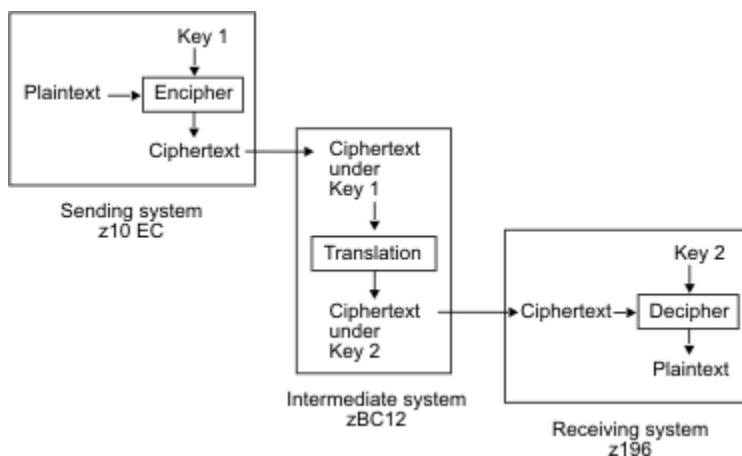 Key 1
Plaintext
Encipher
Ciphertext
Sending system
z10 EC
Ciphertext
under
Key 1
Translation
Ciphertext
under
Key 2
Intermediate system
zBC12
Key 2
Ciphertext
Decipher
Plaintext
Receiving system
z196